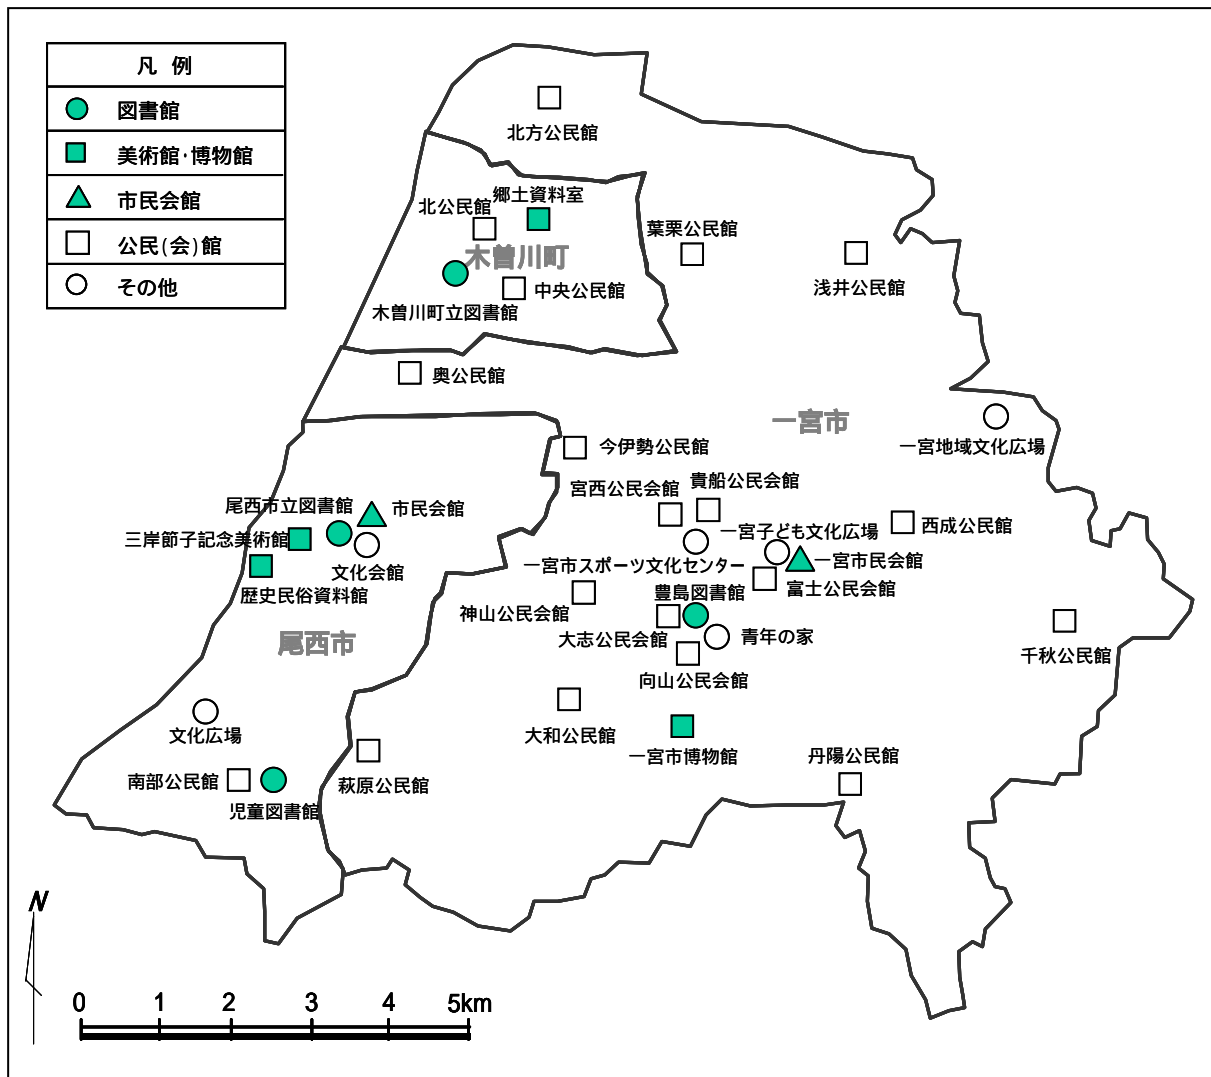 凡 例
図書館
美術館・博物館
市民会館
公民(会)館
その他
北方公民館
郷土資料室
北公民館
木曽川町
中央公民館
木曽川町立図書館
葉栗公民館
浅井公民館
奥公民館
一宮市
一宮地域文化広場
今伊勢公民館
宮西公民会館
貴船公民会館
尾西市立図書館
市民会館
三岸節子記念美術館
文化会館
歴史民俗資料館
一宮子ども文化広場
西成公民館
一宮市スポーツ文化センター
一宮市民会館
富士公民会館
神山公民会館
豊島図書館
大志公民会館
青年の家
向山公民会館
尾西市
千秋公民館
文化広場
大和公民館
一宮市博物館
丹陽公民館
南部公民館
児童図書館
萩原公民館
N
0 1 2 3 4 5km